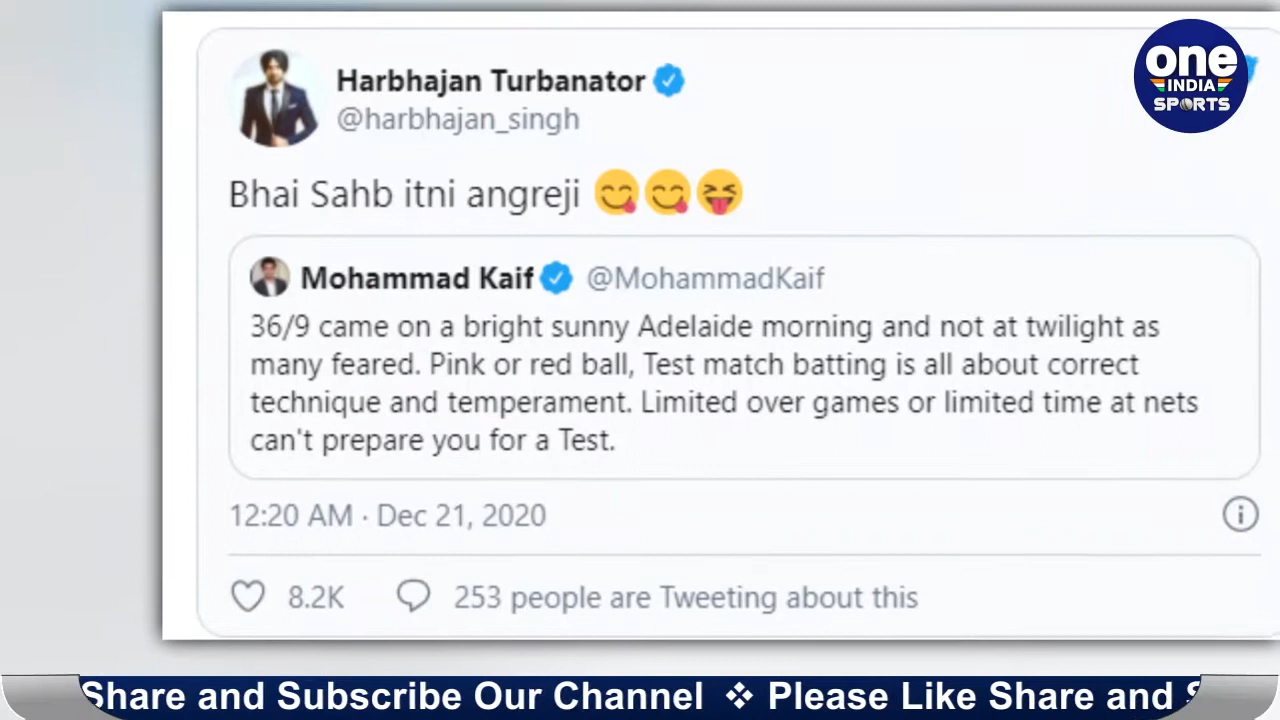 one
INDIA
SPORTS
Harbhajan Turbanator
@harbhajan_singh
Bhai Sahb itni angreji 😋😋😝
Mohammad Kaif @MohammadKaif
36/9 came on a bright sunny Adelaide morning and not at twilight as
many feared. Pink or red ball, Test match batting is all about correct
technique and temperament. Limited over games or limited time at nets
can't prepare you for a Test.
12:20 AM · Dec 21, 2020
8.2K 253 people are Tweeting about this
Share and Subscribe Our Channel ❖ Please Like Share and